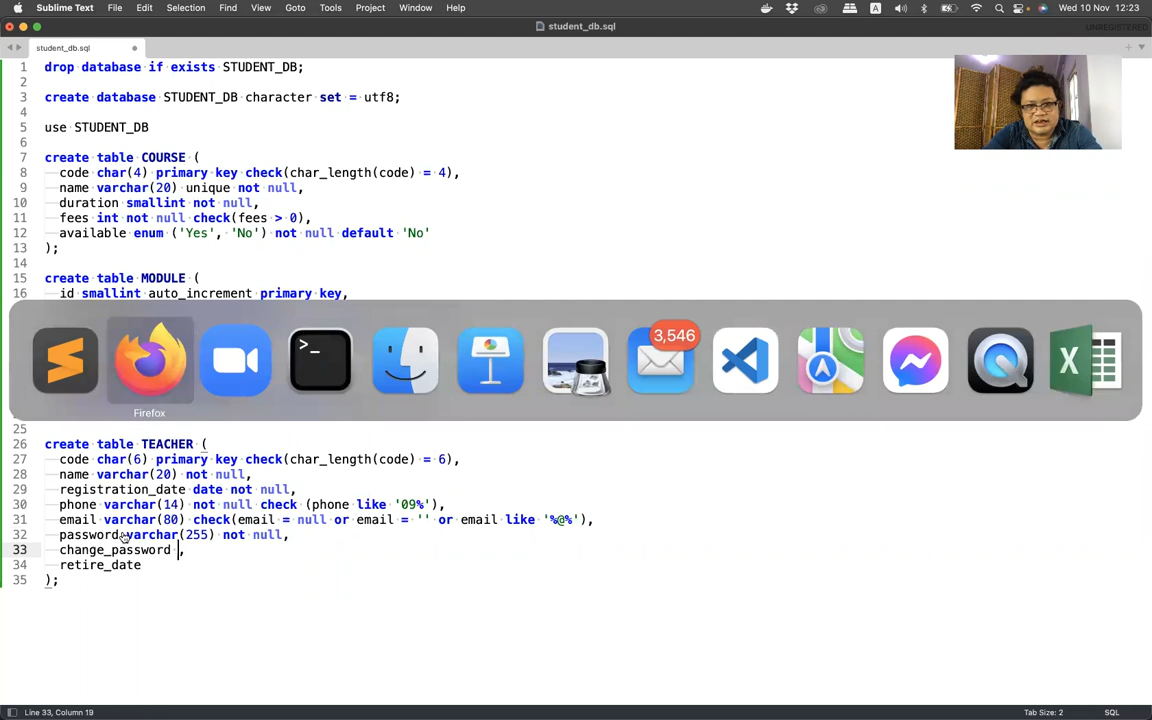 Sublime Text File Edit Selection Find View Goto Tools Project Window Help A Wed 10 Nov 12:23
student_db.sql UNREGISTERED
student_db.sql
1 drop database if exists STUDENT_DB;
2
3 create database STUDENT_DB character set = utf8;
4
5 use STUDENT_DB
6
7 create table COURSE (
8 code char(4) primary key check(char_length(code) = 4),
9 name varchar(20) unique not null,
10 duration smallint not null,
11 fees int not null check(fees > 0),
12 available enum ('Yes', 'No') not null default 'No'
13 );
14
15 create table MODULE (
16 id smallint auto_increment primary key,
3,546
Firefox
25
26 create table TEACHER (
27 code char(6) primary key check(char_length(code) = 6),
28 name varchar(20) not null,
29 registration_date date not null,
30 phone varchar(14) not null check (phone like '09%'),
31 email varchar(80) check(email = null or email = '' or email like '%@%'),
32 password varchar(255) not null,
33 change_password ,
34 retire_date
35 );
Line 33, Column 19 Tab Size: 2 SQL